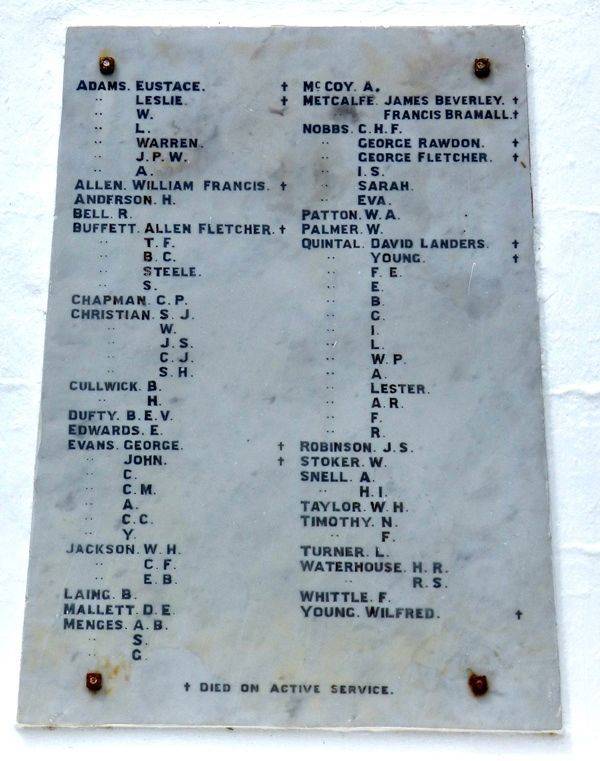 ADAMS. EUSTACE. †
" LESLIE. †
" W.
" L.
" WARREN.
" J.P.W.
" A.
ALLEN. WILLIAM FRANCIS. †
ANDERSON. H.
BELL. R.
BUFFETT. ALLEN FLETCHER. †
" T. F.
" B. C.
" STEELE.
" S.
CHAPMAN. C. P.
CHRISTIAN. S. J.
" W.
" J. S.
" C. J.
" S. H.
CULLWICK. B.
" H.
DUFTY. B. E. V.
EDWARDS. E.
EVANS. GEORGE. †
" JOHN. †
" C.
" C. M.
" A.
" C. C.
" Y.
JACKSON. W. H.
" C. F.
" E. B.
LAING. B.
MALLETT. D. E.
MENGES. A. B.
" S.
" G.
McCOY. A.
METCALFE. JAMES BEVERLEY. †
FRANCIS BRAMALL. †
NOBBS. C. H. F.
" GEORGE RAWDON. †
" GEORGE FLETCHER. †
" I. S.
" SARAH.
" EVA.
PATTON. W. A.
PALMER. W.
QUINTAL. DAVID LANDERS. †
" YOUNG. †
" F. E.
" E.
" B.
" C.
" I.
" L.
" W. P.
" A.
" LESTER.
" A. R.
" F.
" R.
ROBINSON. J. S.
STOKER. W.
SNELL. A.
" H. I.
TAYLOR. W. H.
TIMOTHY. N.
" F.
TURNER. L.
WATERHOUSE. H. R.
" R. S.
WHITTLE. F.
YOUNG. WILFRED. †
† DIED ON ACTIVE SERVICE.